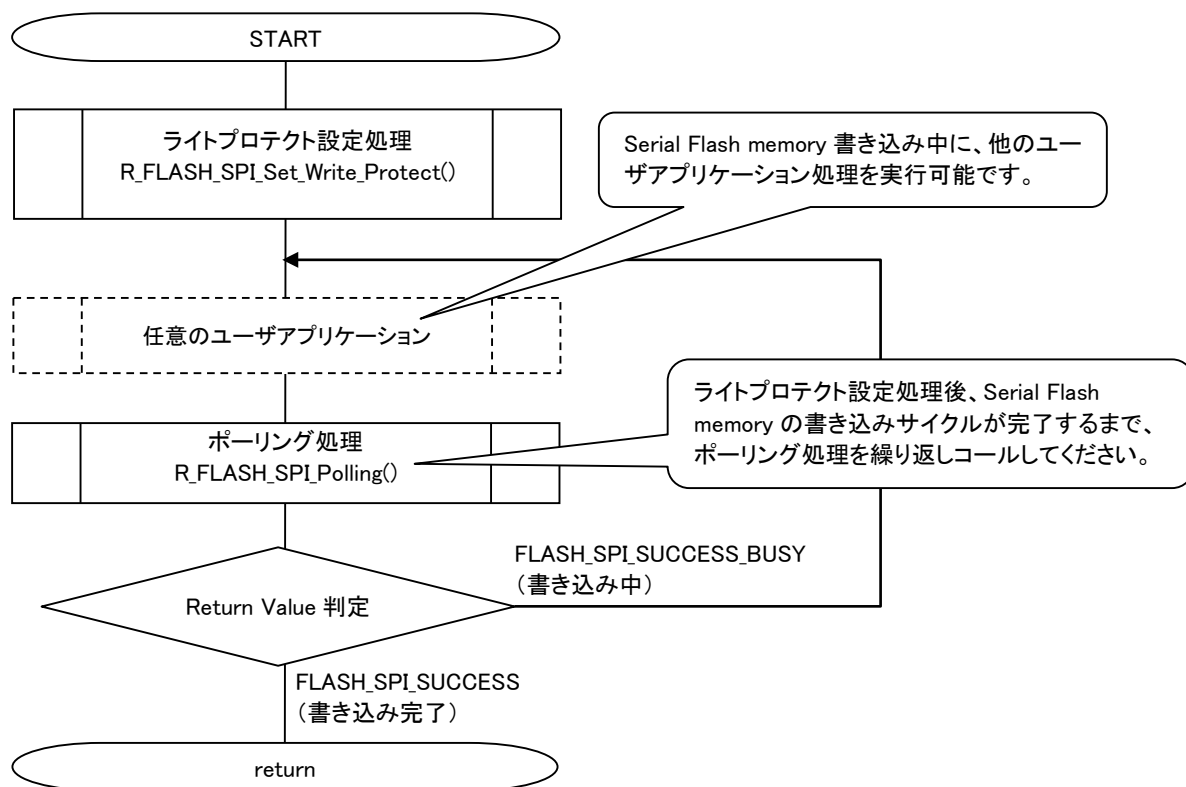 START
ライトプロテクト設定処理
R_FLASH_SPI_Set_Write_Protect()
Serial Flash memory 書き込み中に、他のユー
ザアプリケーション処理を実行可能です。
任意のユーザアプリケーション
ライトプロテクト設定処理後、Serial Flash
memory の書き込みサイクルが完了するまで、
ポーリング処理を繰り返しコールしてください。
ポーリング処理
R_FLASH_SPI_Polling()
FLASH_SPI_SUCCESS_BUSY
（書き込み中）
Return Value 判定
FLASH_SPI_SUCCESS
（書き込み完了）
return